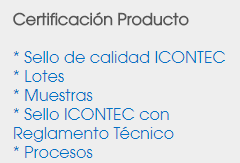 Certificación Producto
* Sello de calidad ICONTEC
* Lotes
* Muestras
* Sello ICONTEC con
Reglamento Técnico
* Procesos